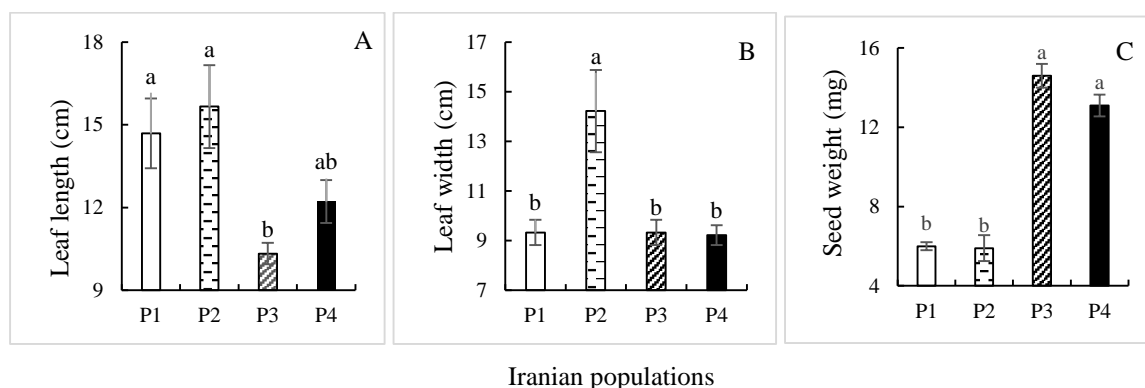 A
Leaf length (cm)
18
15
12
9
a
a
b
ab
P1 P2 P3 P4
B
Leaf width (cm)
17
15
13
11
9
7
b
a
b
b
P1 P2 P3 P4
C
Seed weight (mg)
16
12
8
4
b
b
a
a
P1 P2 P3 P4
Iranian populations